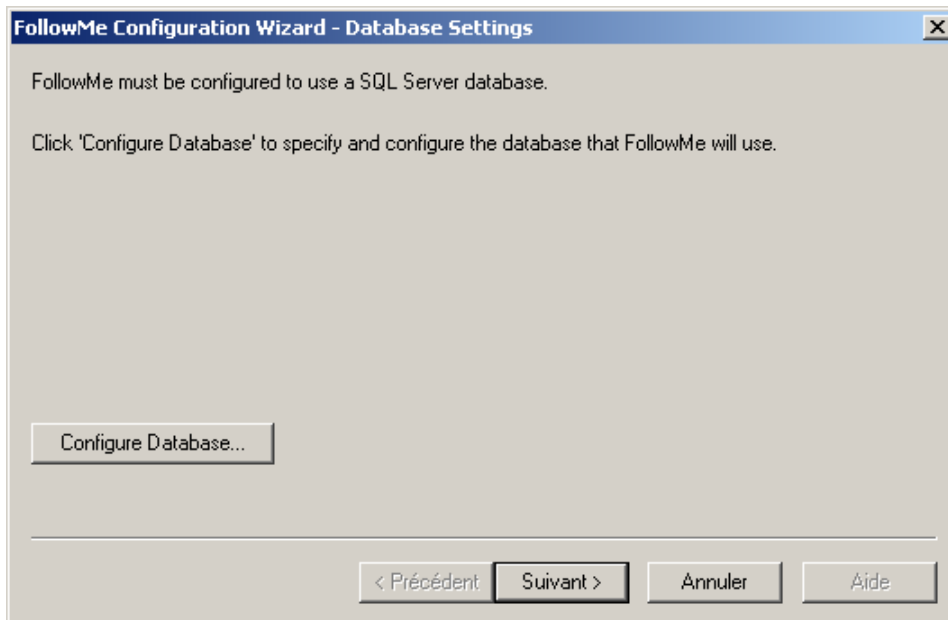 FollowMe Configuration Wizard - Database Settings
FollowMe must be configured to use a SQL Server database.
Click 'Configure Database' to specify and configure the database that FollowMe will use.
Configure Database...
< Précédent Suivant > Annuler Aide